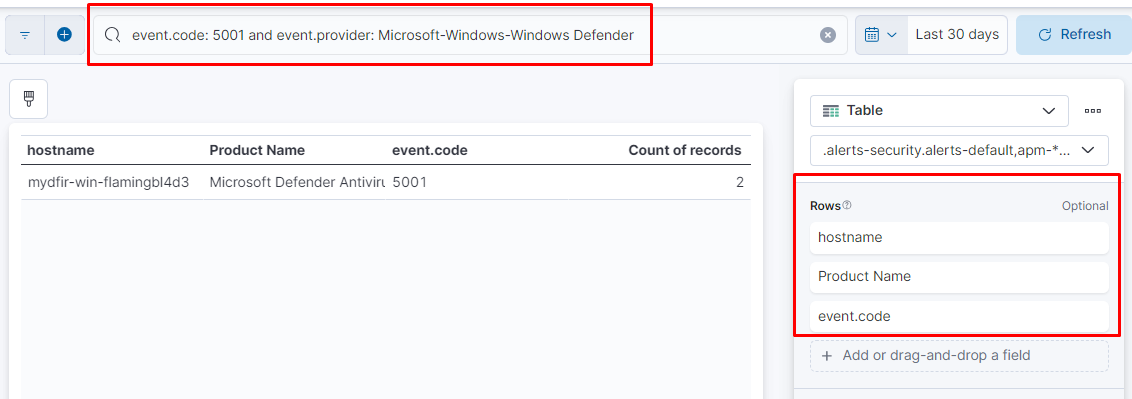 event.code: 5001 and event.provider: Microsoft-Windows-Windows Defender
Last 30 days
Refresh
hostname Product Name event.code Count of records
mydfir-win-flamingbl4d3 Microsoft Defender Antiviru 5001 2
Table
.alerts-security.alerts-default,apm-*...
Rows Optional
hostname
Product Name
event.code
Add or drag-and-drop a field